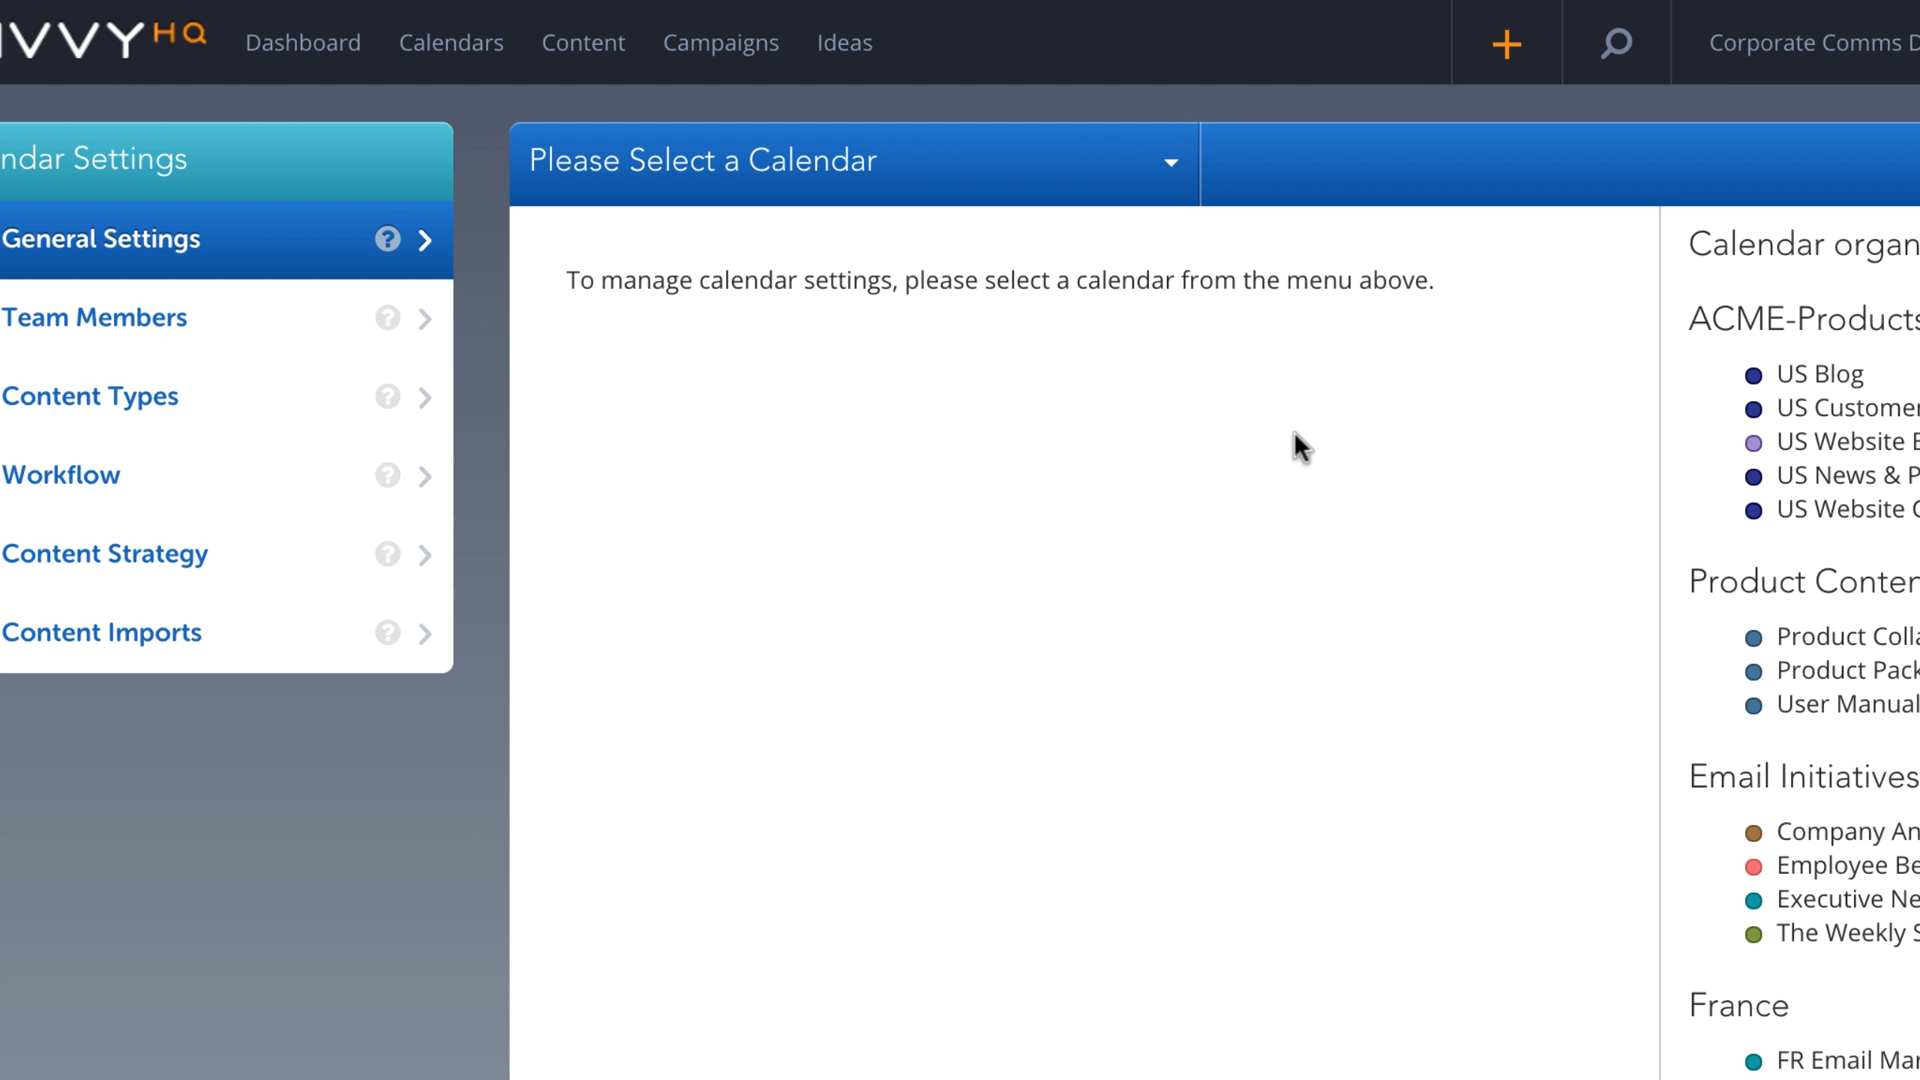 VVY HQ
Dashboard
Calendars
Content
Campaigns
Ideas
Corporate Comms
ndar Settings
General Settings
Team Members
Content Types
Workflow
Content Strategy
Content Imports
Please Select a Calendar
To manage calendar settings, please select a calendar from the menu above.
Calendar organ
ACME-Products
US Blog
US Customer
US Website
US News & P
US Website
Product Conten
Product Colla
Product Pack
User Manual
Email Initiatives
Company An
Employee Be
Executive Ne
The Weekly S
France
FR Email Mar